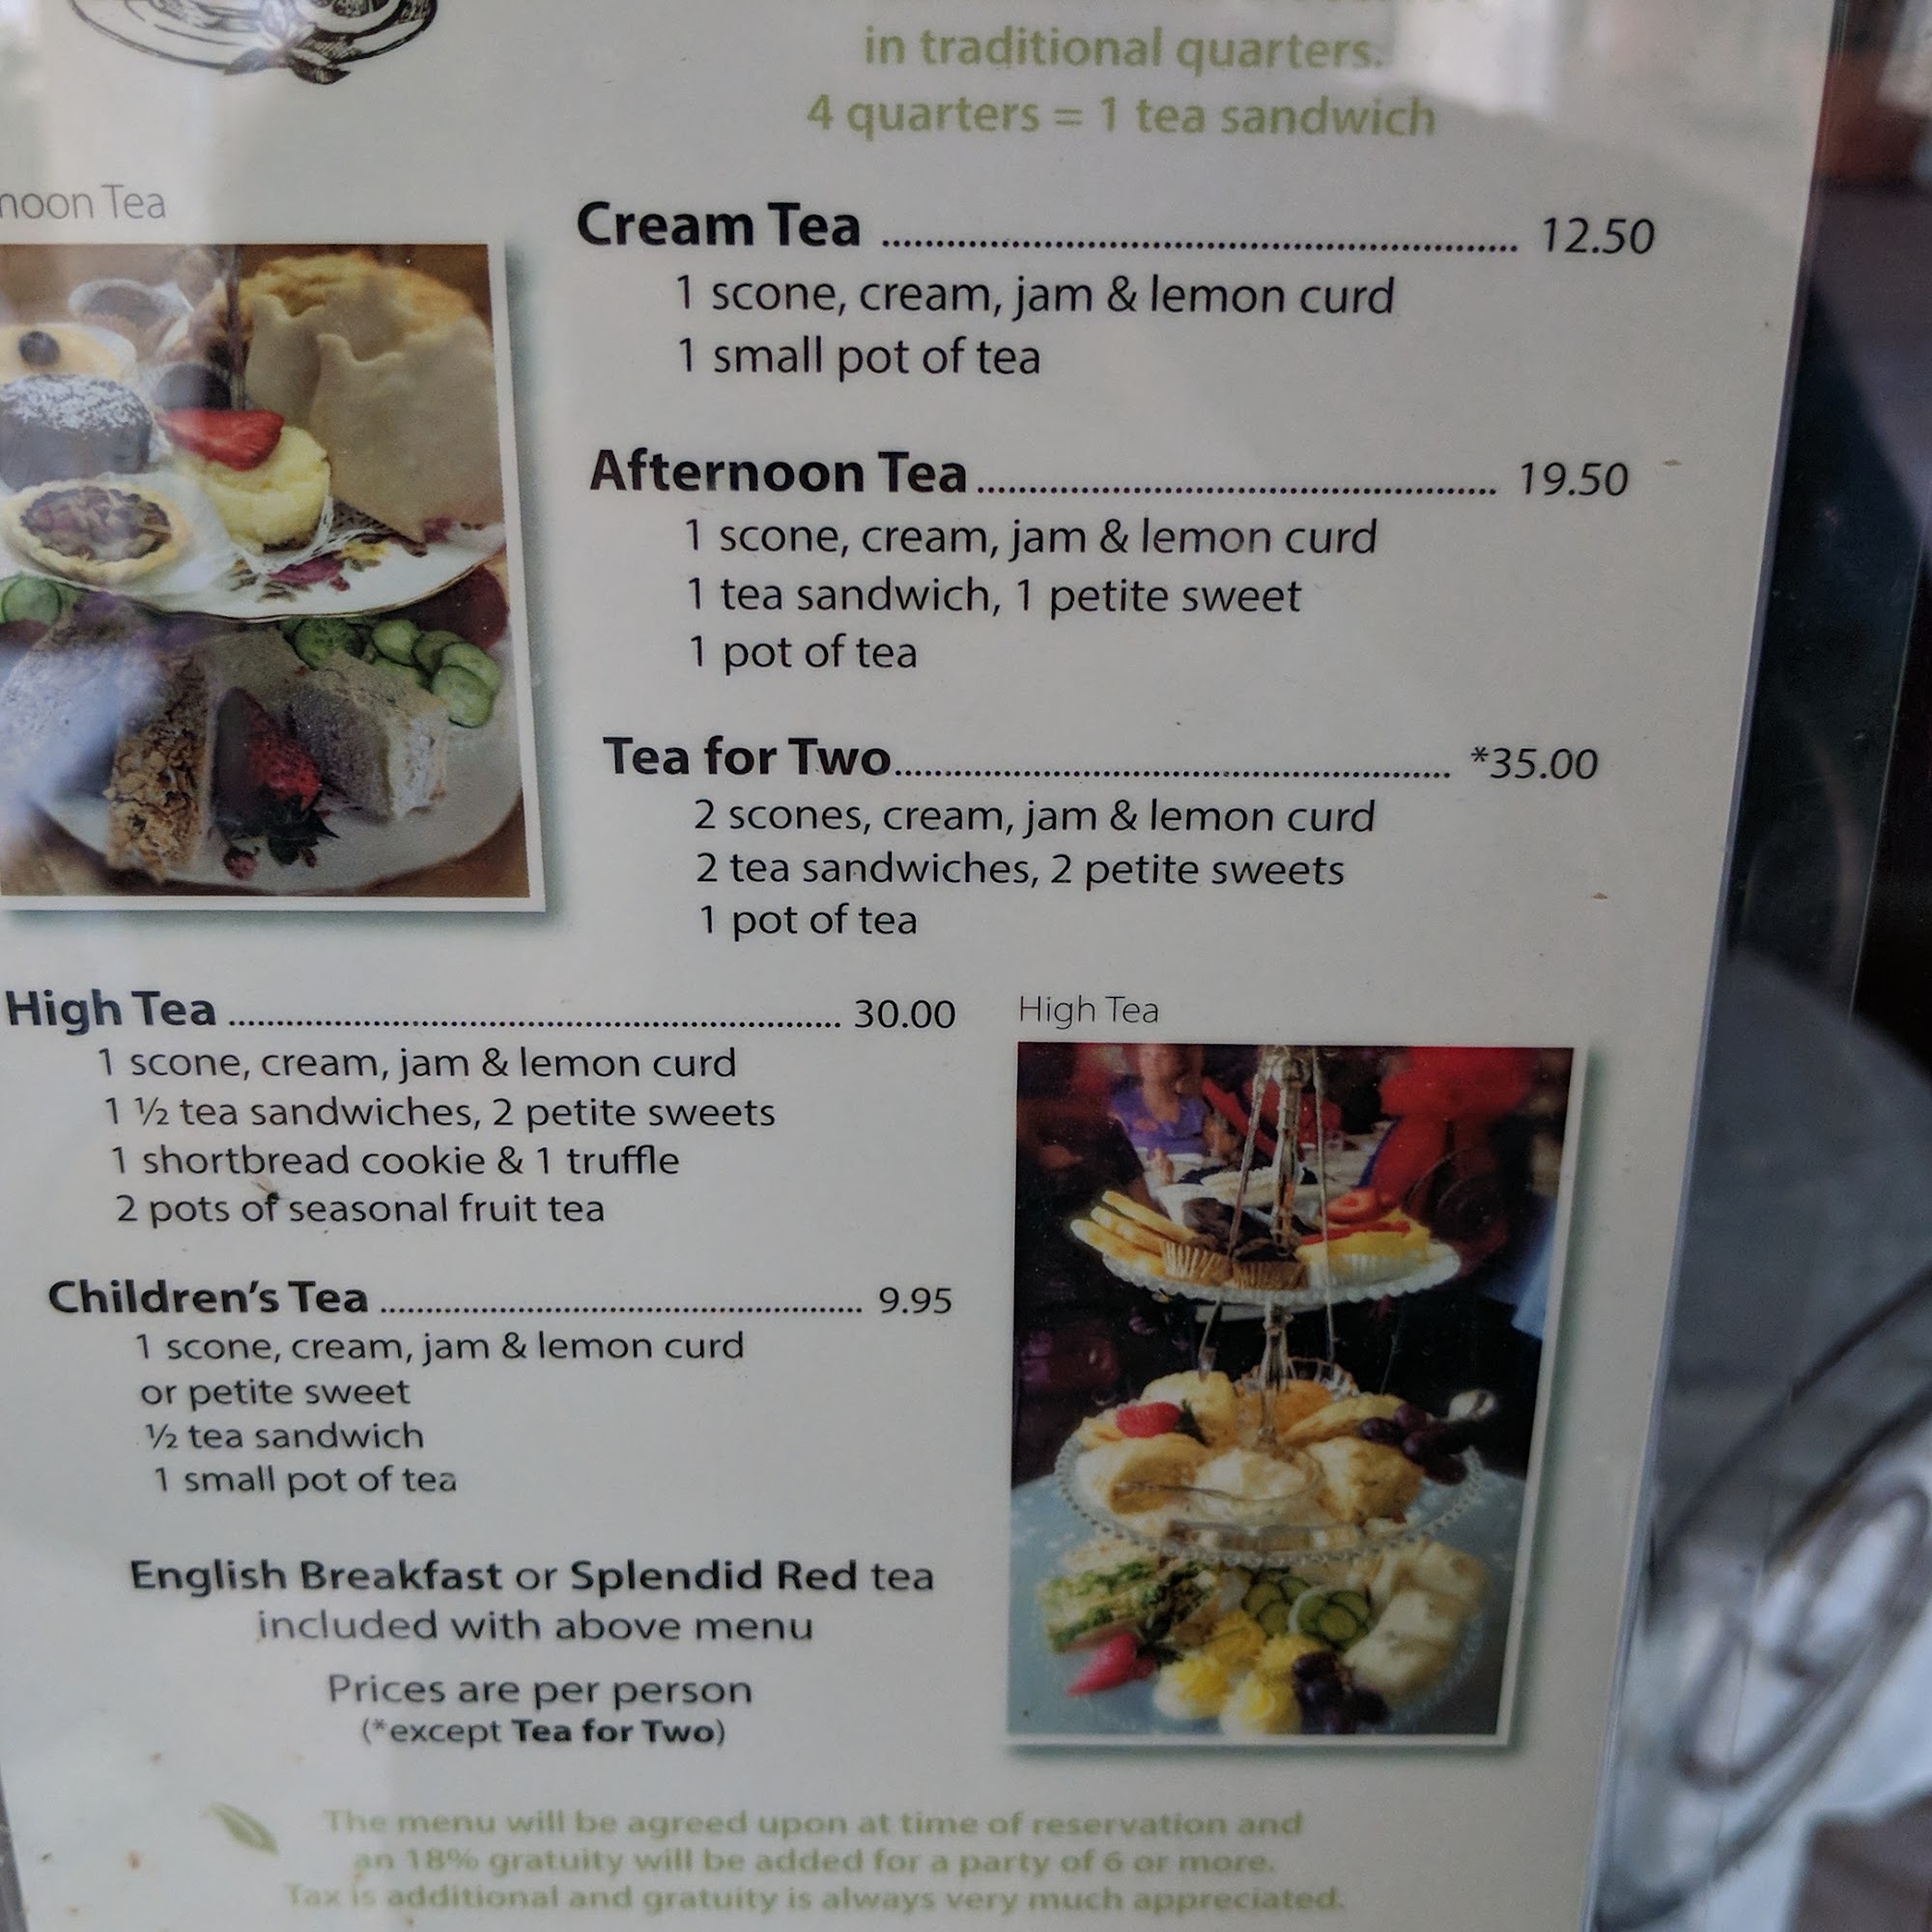 in traditional quarters.
4 quarters = 1 tea sandwich
noon Tea
Cream Tea ............ 12.50
1 scone, cream, jam & lemon curd
1 small pot of tea
Afternoon Tea ............ 19.50
1 scone, cream, jam & lemon curd
1 tea sandwich, 1 petite sweet
1 pot of tea
Tea for Two ............ *35.00
2 scones, cream, jam & lemon curd
2 tea sandwiches, 2 petite sweets
1 pot of tea
High Tea ............ 30.00
1 scone, cream, jam & lemon curd
1 ½ tea sandwiches, 2 petite sweets
1 shortbread cookie & 1 truffle
2 pots of seasonal fruit tea
High Tea
Children's Tea ............ 9.95
1 scone, cream, jam & lemon curd
or petite sweet
½ tea sandwich
1 small pot of tea
English Breakfast or Splendid Red tea
included with above menu
Prices are per person
(*except Tea for Two)
The menu will be agreed upon at time of reservation and
an 18% gratuity will be added for a party of 6 or more.
Tax is additional and gratuity is always very much appreciated.